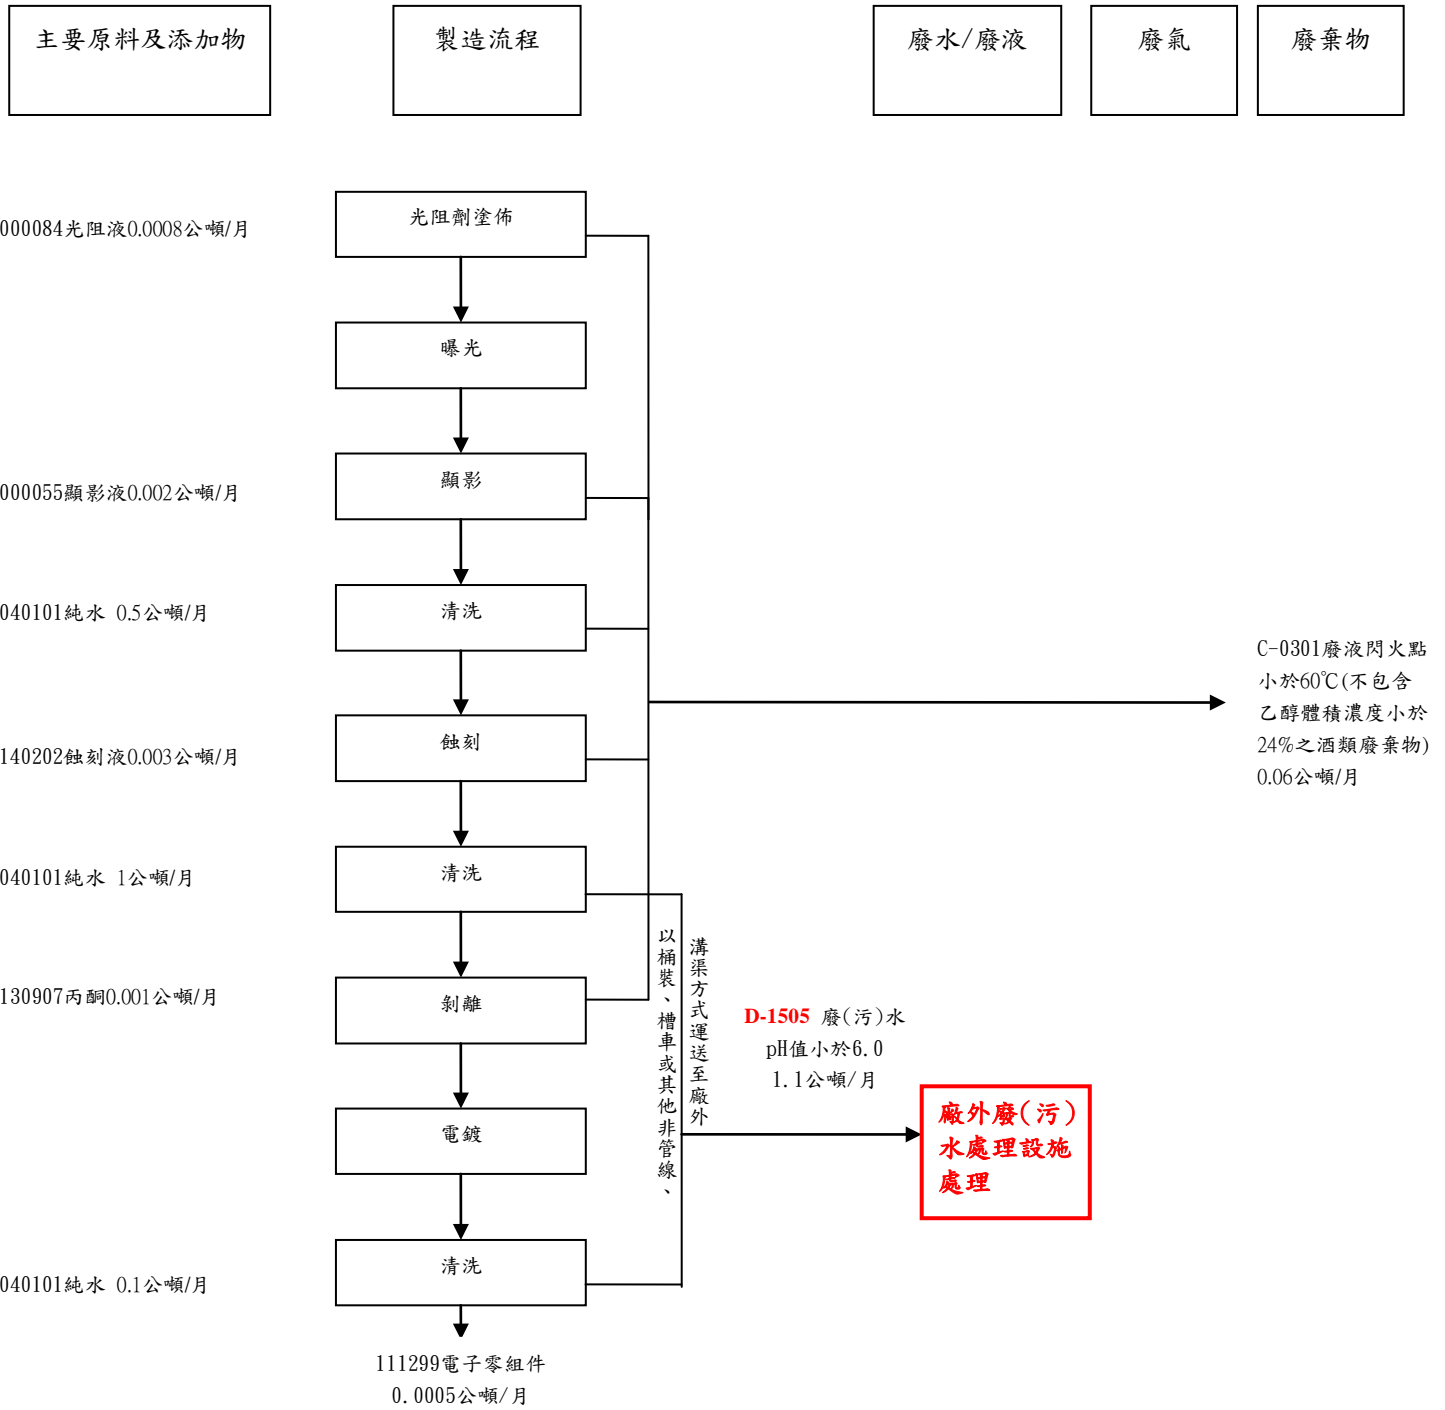 主要原料及添加物
製造流程
廢水/廢液
廢氣
廢棄物
000084光阻液0.0008公噸/月
光阻劑塗佈
曝光
000055顯影液0.002公噸/月
顯影
040101純水 0.5公噸/月
清洗
140202蝕刻液0.003公噸/月
蝕刻
C-0301廢液閃火點
小於60℃(不包含
乙醇體積濃度小於
24%之酒類廢棄物)
0.06公噸/月
040101純水 1公噸/月
清洗
130907丙酮0.001公噸/月
剝離
以桶裝、槽車或其他非管線、
溝渠方式運送至廠外
D-1505 廢(污)水
pH值小於6.0
1.1公噸/月
電鍍
廠外廢(污)
水處理設施
處理
040101純水 0.1公噸/月
清洗
111299電子零組件
0.0005公噸/月